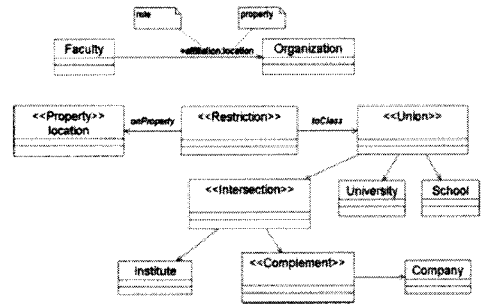 role
property
Faculty
+affiliation.location
Organization
<<Property>>
location
onProperty
<<Restriction>>
toClass
<<Union>>
<<Intersection>>
University
School
Institute
<<Complement>>
Company